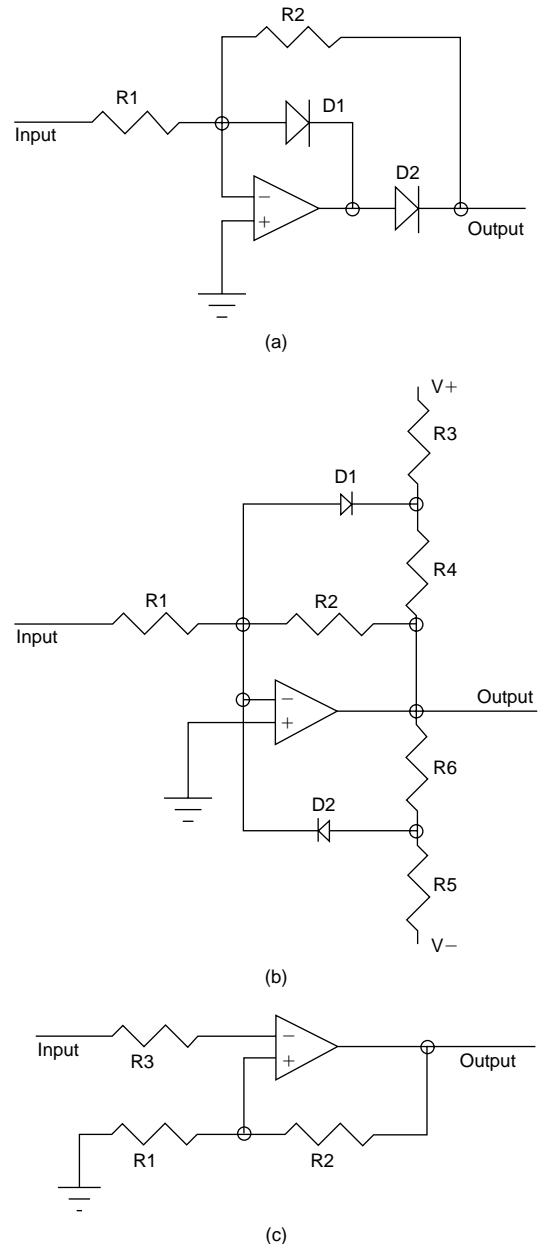 R2
R1
D1
Input
D2
−
+
Output
(a)
V+
R3
D1
R4
R1
R2
Input
−
+
Output
R6
D2
R5
V−
(b)
Input
R3
−
+
Output
R1
R2
(c)